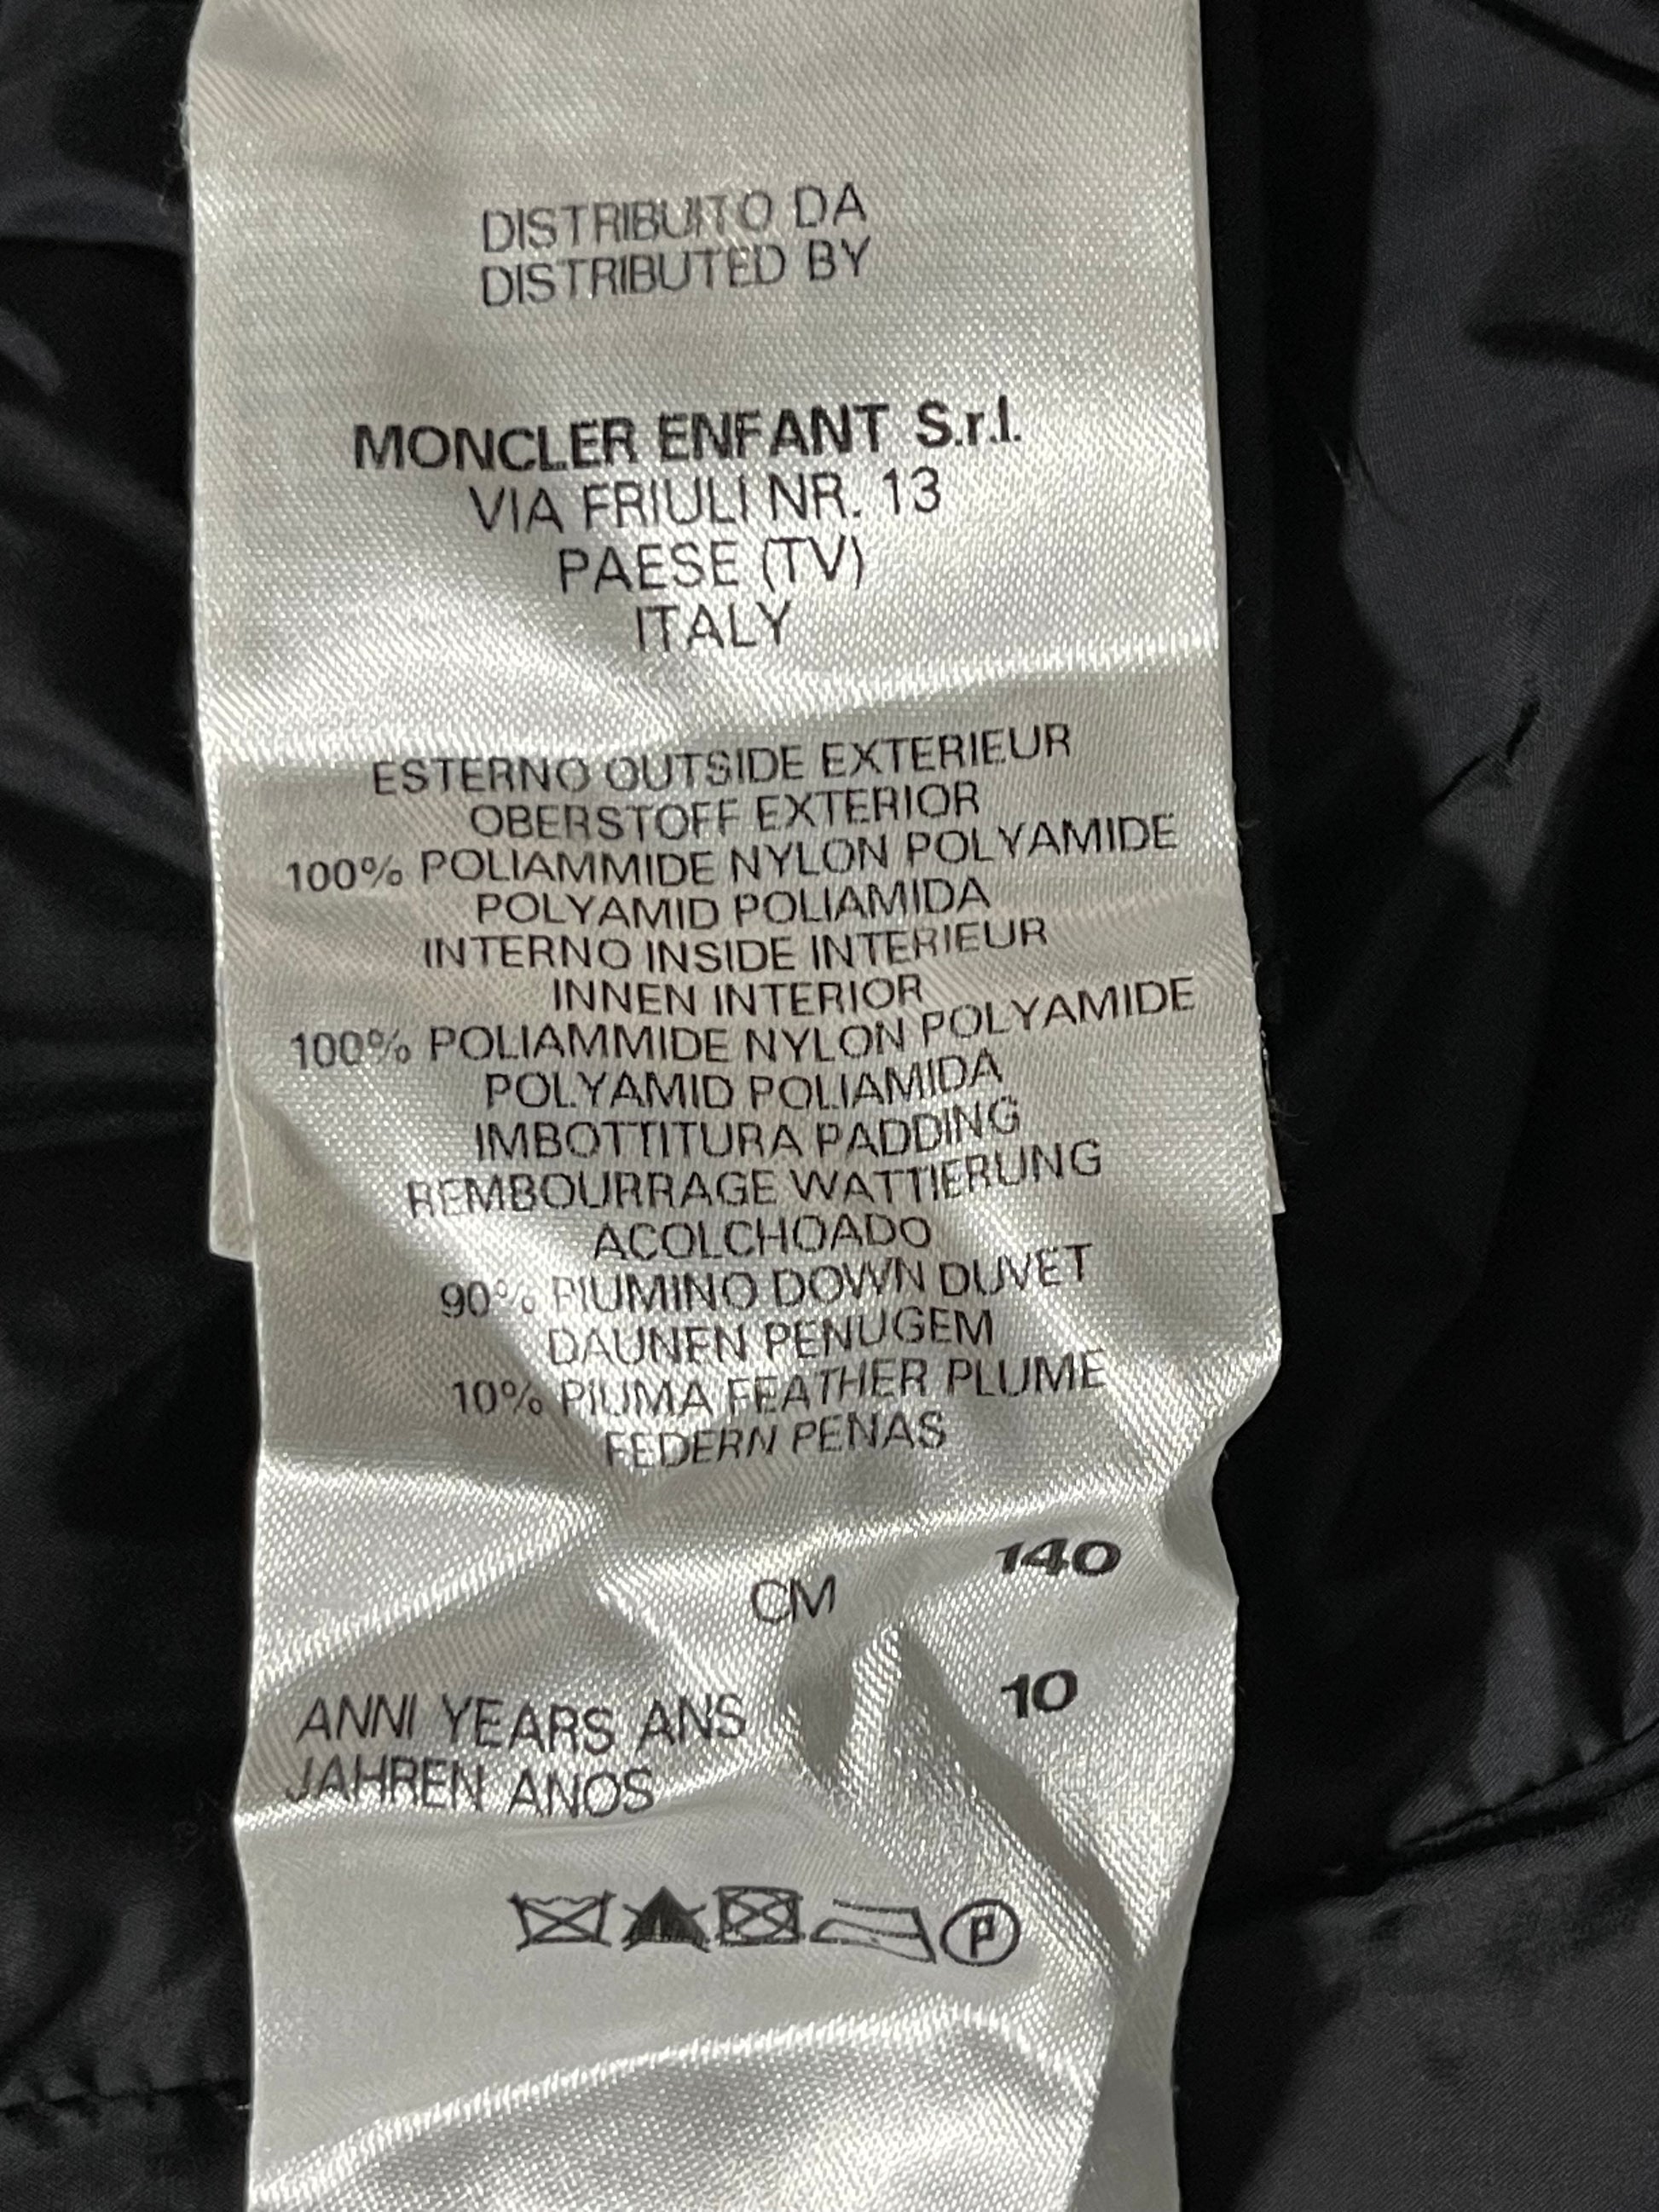 DISTRIBUITO DA
DISTRIBUTED BY
MONCLER ENFANT S.r.l.
VIA FRIULI NR. 13
PAESE (TV)
ITALY
ESTERNO OUTSIDE EXTERIEUR
OBERSTOFF EXTERIOR
100% POLIAMMIDE NYLON POLYAMIDE
POLYAMID POLIAMIDA
INTERNO INSIDE INTERIEUR
INNEN INTERIOR
100% POLIAMMIDE NYLON POLYAMIDE
POLYAMID POLIAMIDA
IMBOTTITURA PADDING
REMBOURRAGE WATTIERUNG
ACOLCHOADO
90% PIUMINO DOWN DUVET
DAUNEN PENUGEM
10% PIUMA FEATHER PLUME
FEDERN PENAS
CM 140
ANNI YEARS ANS 10
JAHREN ANOS
P